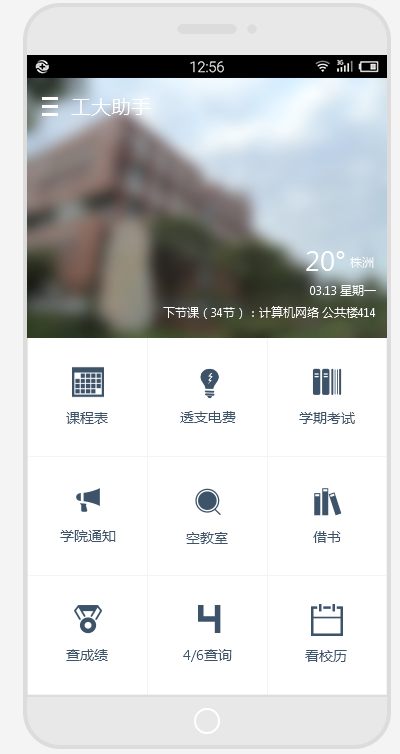 12:56
3G
工大助手
20° 株洲
03.13 星期一
下节课（34节）：计算机网络 公共楼414
课程表
透支电费
学期考试
学院通知
空教室
借书
查成绩
4
4/6查询
看校历